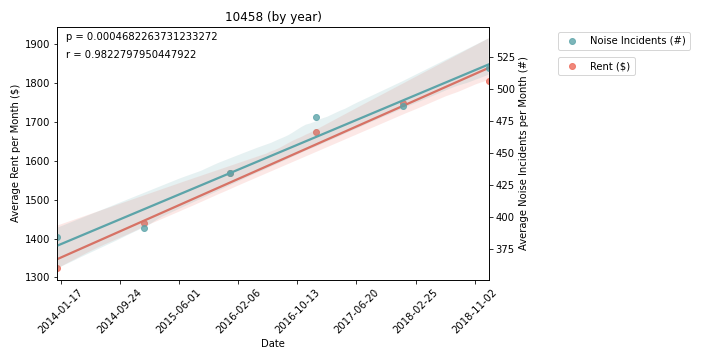 10458 (by year)
p = 0.0004682263731233272
r = 0.9822797950447922
Noise Incidents (#)
Rent ($)
Average Rent per Month ($)
1900
1800
1700
1600
1500
1400
1300
525
500
475
450
425
400
375
Average Noise Incidents per Month (#)
2014-01-17
2014-09-24
2015-06-01
2016-02-06
2016-10-13
2017-06-20
2018-02-25
2018-11-02
Date